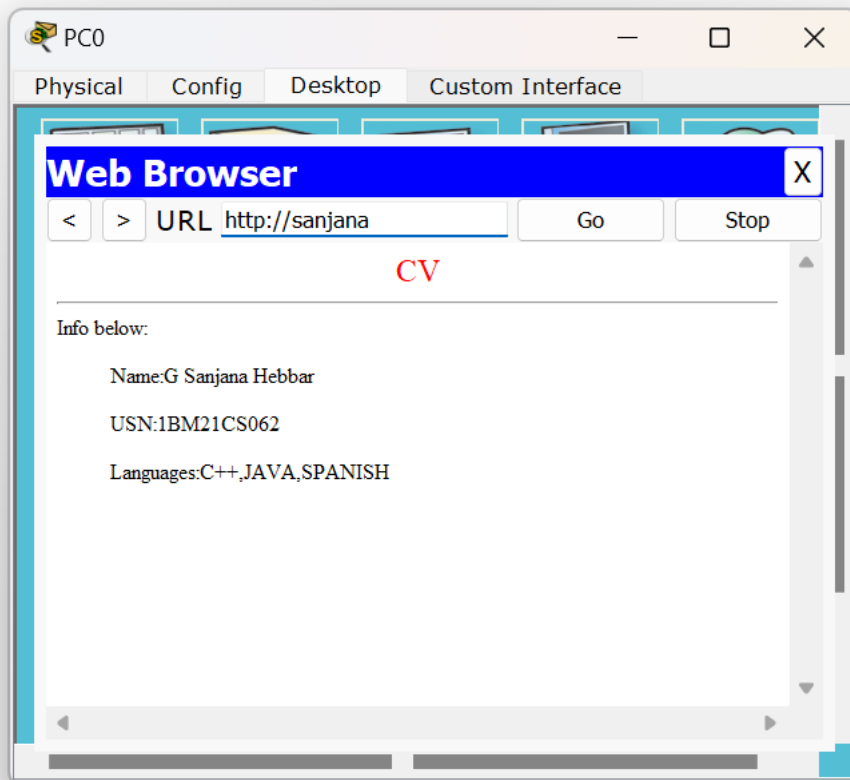 PC0
Physical Config Desktop Custom Interface
Web Browser X
< > URL http://sanjana Go Stop
CV
Info below:
Name:G Sanjana Hebbar
USN:1BM21CS062
Languages:C++,JAVA,SPANISH